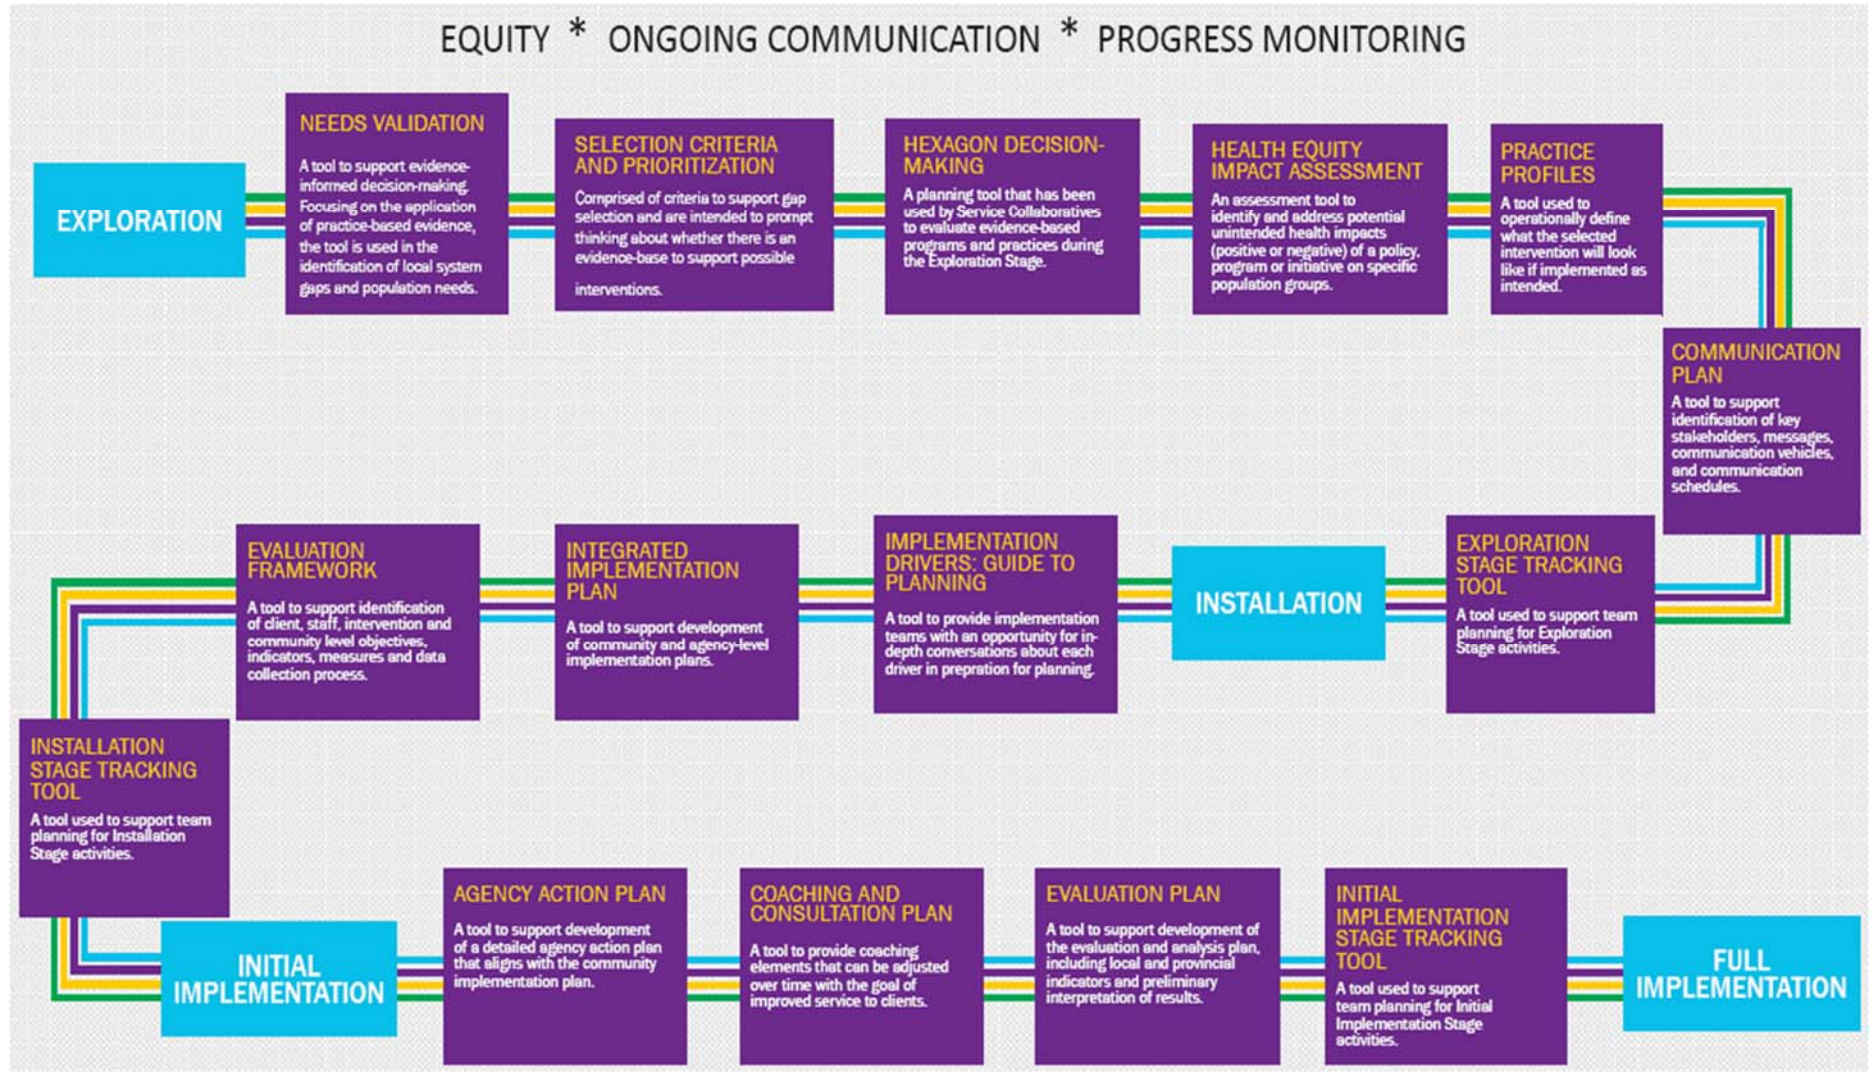 EQUITY * ONGOING COMMUNICATION * PROGRESS MONITORING
EXPLORATION
NEEDS VALIDATION
A tool to support evidence-
informed decision-making.
Focusing on the application
of practice-based evidence,
the tool is used in the
identification of local system
gaps and population needs.
SELECTION CRITERIA
AND PRIORITIZATION
Comprised of criteria to support gap
selection and are intended to prompt
thinking about whether there is an
evidence-base to support possible
interventions.
HEXAGON DECISION-
MAKING
A planning tool that has been
used by Service Collaboratives
to evaluate evidence-based
programs and practices during
the Exploration Stage.
HEALTH EQUITY
IMPACT ASSESSMENT
An assessment tool to
identify and address potential
unintended health impacts
(positive or negative) of a policy,
program or initiative on specific
population groups.
PRACTICE
PROFILES
A tool used to
operationally define
what the selected
intervention will look
like if implemented as
intended.
COMMUNICATION
PLAN
A tool to support
identification of key
stakeholders, messages,
communication vehicles,
and communication
schedules.
EXPLORATION
STAGE TRACKING
TOOL
A tool used to support team
planning for Exploration
Stage activities.
INSTALLATION
IMPLEMENTATION
DRIVERS: GUIDE TO
PLANNING
A tool to provide implementation
teams with an opportunity for in-
depth conversations about each
driver in prepration for planning.
INTEGRATED
IMPLEMENTATION
PLAN
A tool to support development
of community and agency-level
implementation plans.
EVALUATION
FRAMEWORK
A tool to support identification
of client, staff, intervention and
community level objectives,
indicators, measures and data
collection process.
INSTALLATION
STAGE TRACKING
TOOL
A tool used to support team
planning for Installation
Stage activities.
INITIAL
IMPLEMENTATION
AGENCY ACTION PLAN
A tool to support development
of a detailed agency action plan
that aligns with the community
implementation plan.
COACHING AND
CONSULTATION PLAN
A tool to provide coaching
elements that can be adjusted
over time with the goal of
improved service to clients.
EVALUATION PLAN
A tool to support development of
the evaluation and analysis plan,
including local and provincial
indicators and preliminary
interpretation of results.
INITIAL
IMPLEMENTATION
STAGE TRACKING
TOOL
A tool used to support
team planning for Initial
Implementation Stage
activities.
FULL
IMPLEMENTATION